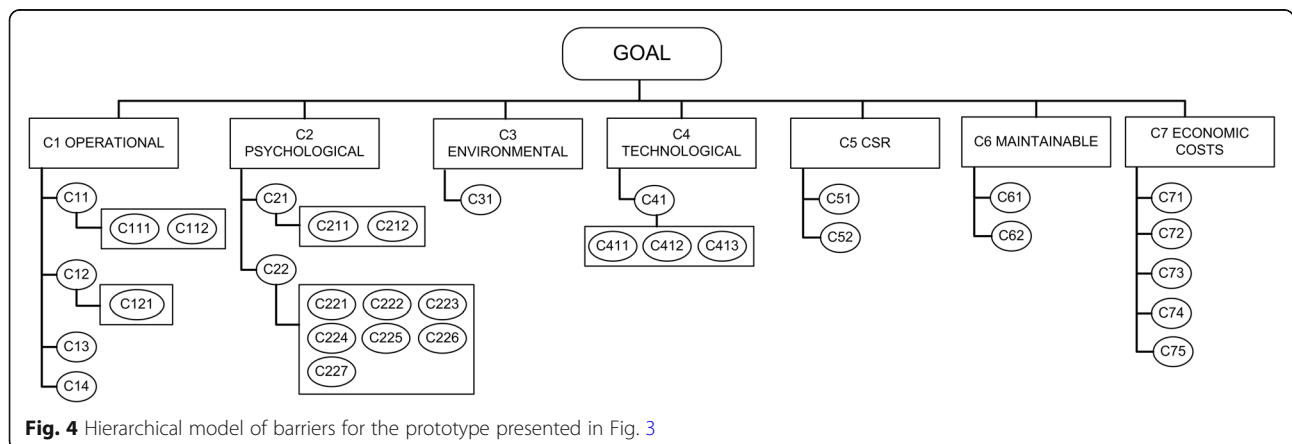 GOAL
C1 OPERATIONAL
C2
PSYCHOLOGICAL
C3
ENVIRONMENTAL
C4
TECHNOLOGICAL
C5 CSR
C6 MAINTAINABLE
C7 ECONOMIC
COSTS
C11
C111 C112
C12
C121
C13
C14
C21
C211 C212
C22
C221 C222 C223
C224 C225 C226
C227
C31
C41
C411 C412 C413
C51
C52
C61
C62
C71
C72
C73
C74
C75
Fig. 4 Hierarchical model of barriers for the prototype presented in Fig. 3